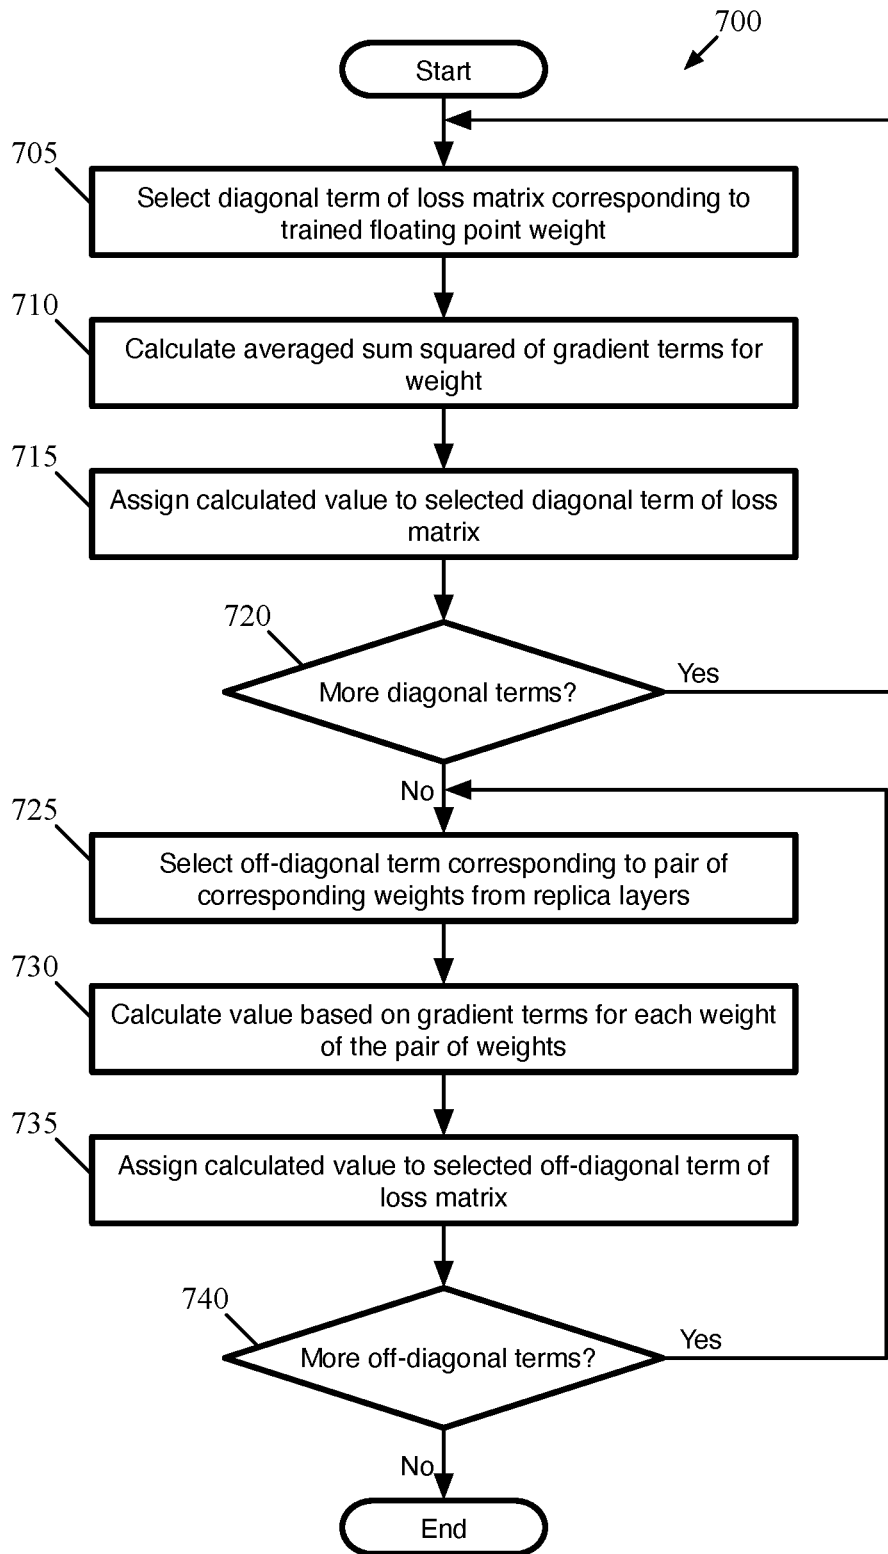 700
Start
705
Select diagonal term of loss matrix corresponding to
trained floating point weight
710
Calculate averaged sum squared of gradient terms for
weight
715
Assign calculated value to selected diagonal term of loss
matrix
720
More diagonal terms?
Yes
No
725
Select off-diagonal term corresponding to pair of
corresponding weights from replica layers
730
Calculate value based on gradient terms for each weight
of the pair of weights
735
Assign calculated value to selected off-diagonal term of
loss matrix
740
More off-diagonal terms?
Yes
No
End